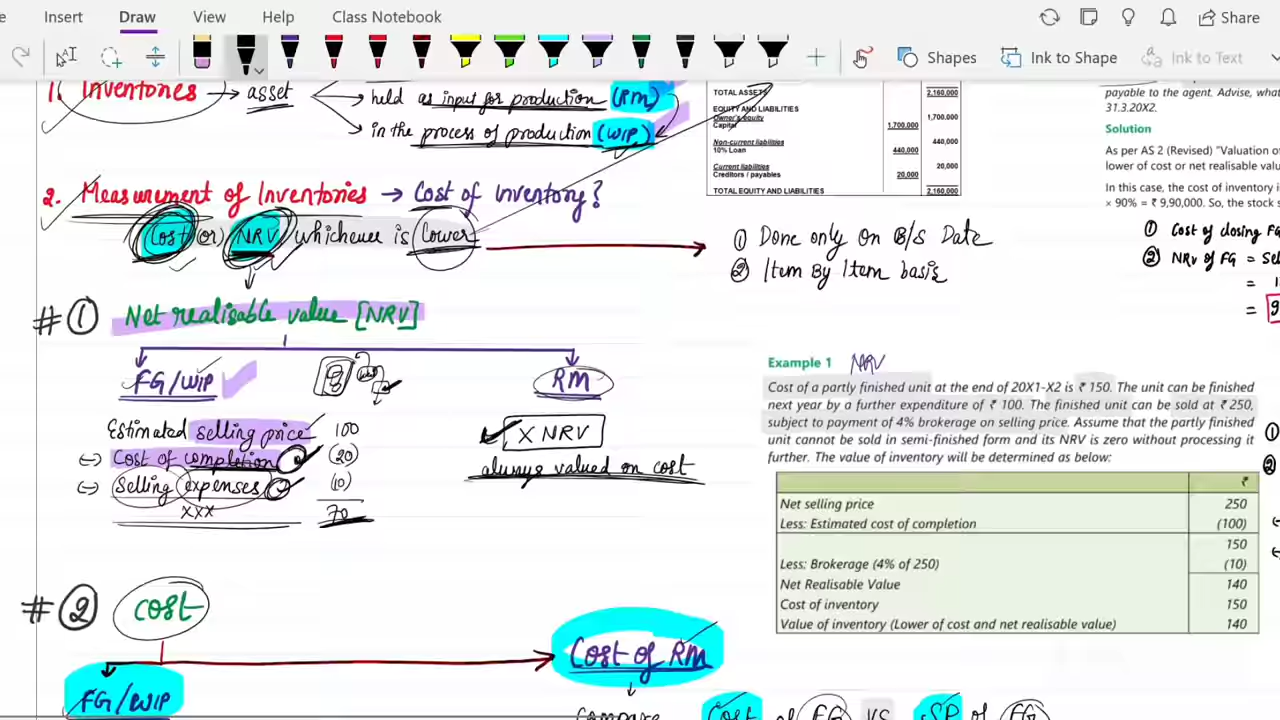 Insert Draw View Help Class Notebook Share
Shapes Ink to Shape Ink to Text
1. Inventories → asset
held as input for production (RM)
in the process of production (WIP)
2. Measurement of Inventories → Cost of inventory?
Cost (or) NRV whichever is lower
① Done only on B/S Date
② Item By Item basis
TOTAL ASSETS 2,160,000
EQUITY AND LIABILITIES
Owner's equity
Capital 1,700,000 1,700,000
Non-current liabilities
10% Loan 440,000 440,000
Current liabilities
Creditors / payables 20,000 20,000
TOTAL EQUITY AND LIABILITIES 2,160,000
payable to the agent. Advise, what
31.3.20X2.
Solution
As per AS 2 (Revised) "Valuation of
lower of cost or net realisable valu
In this case, the cost of inventory i
× 90% = ₹ 9,90,000. So, the stock s
① Cost of closing FG
② NRV of FG = Sel
= 1
= 9
# ① Net realisable value [NRV]
FG/WIP
Estimated selling price 100
(-) Cost of completion (20)
(-) Selling expenses (10)
xxx 70
RM
X NRV
always valued on cost
Example 1 NRV
Cost of a partly finished unit at the end of 20X1-X2 is ₹ 150. The unit can be finished
next year by a further expenditure of ₹ 100. The finished unit can be sold at ₹ 250,
subject to payment of 4% brokerage on selling price. Assume that the partly finished
unit cannot be sold in semi-finished form and its NRV is zero without processing it
further. The value of inventory will be determined as below:
₹
Net selling price 250
Less: Estimated cost of completion (100)
150
Less: Brokerage (4% of 250) (10)
Net Realisable Value 140
Cost of inventory 150
Value of inventory (Lower of cost and net realisable value) 140
①
②
# ② Cost
FG/WIP
Cost of RM
Compare Cost of FG VS SP of FG